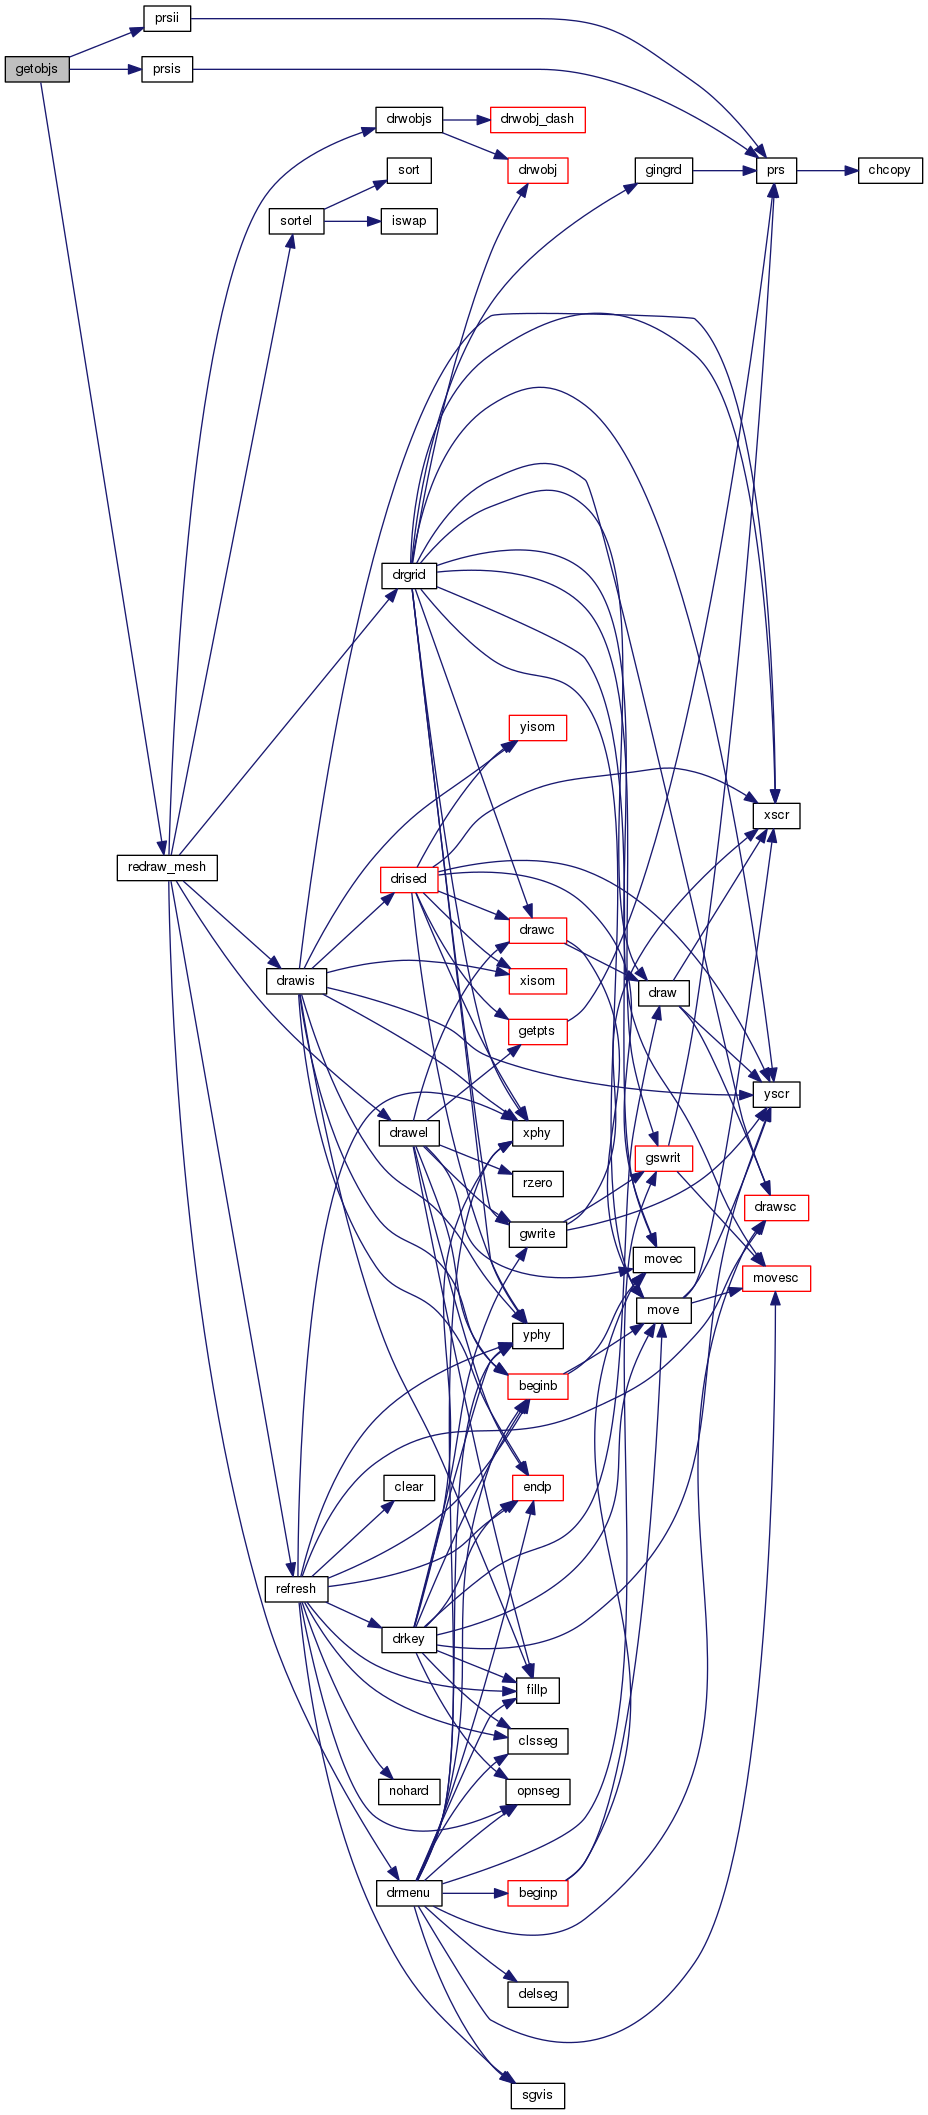 prsii
getobjs
prsis
drwobjs
drwobj_dash
sort
drwobj
gingrd
prs
chcopy
sortel
iswap
drgrid
yisom
xscr
redraw_mesh
drised
drawc
drawis
xisom
draw
getpts
yscr
drawel
xphy
gswrit
rzero
drawsc
gwrite
movec
movesc
move
yphy
beginb
clear
endp
refresh
drkey
fillp
clsseg
nohard
opnseg
drmenu
beginp
delseg
sgvis